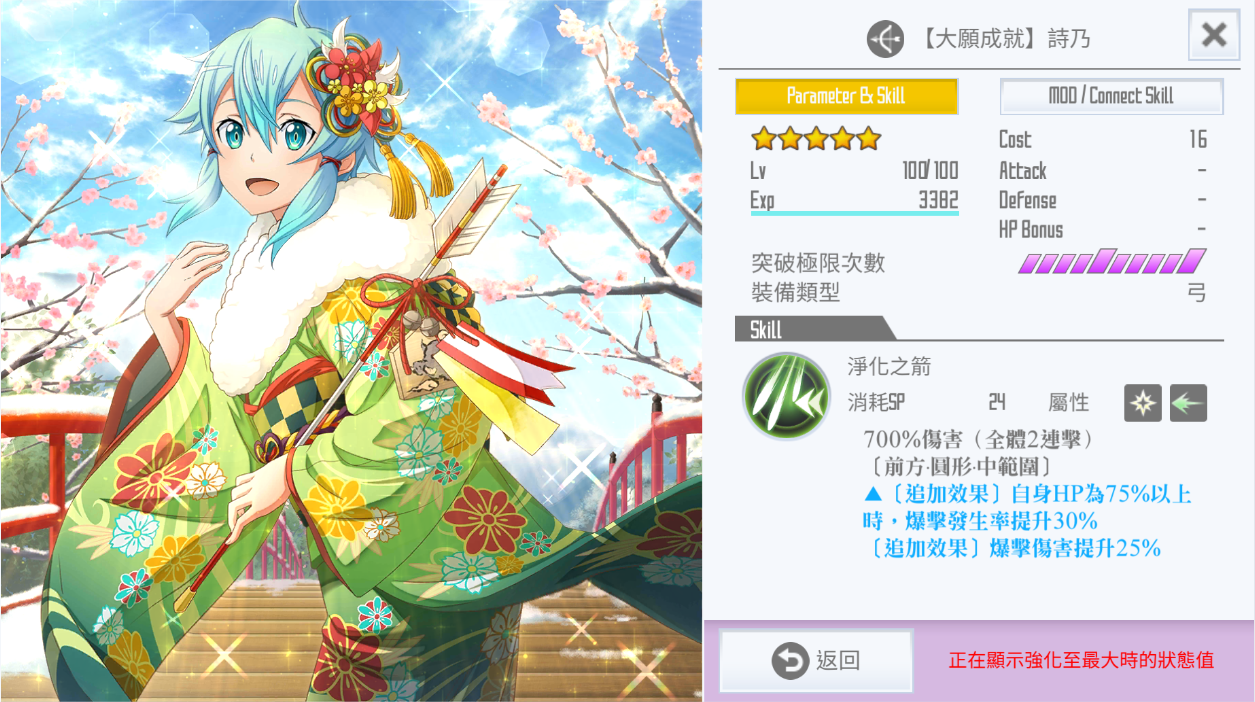 【大願成就】詩乃
Parameter & Skill
MOD / Connect Skill
Lv 100/100
Exp 3382
Cost 16
Attack -
Defense -
HP Bonus -
突破極限次數
裝備類型 弓
Skill
淨化之箭
消耗SP 24 屬性
700%傷害（全體2連擊）
〔前方·圓形·中範圍〕
▲〔追加效果〕自身HP為75%以上
時，爆擊發生率提升30%
〔追加效果〕爆擊傷害提升25%
返回
正在顯示強化至最大時的狀態值